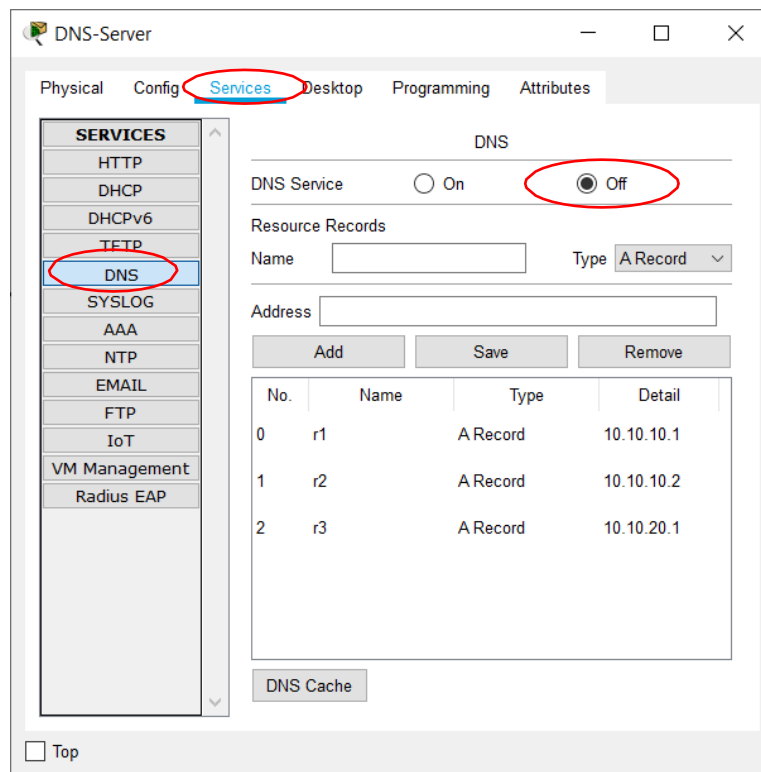 DNS-Server
Physical Config Services Desktop Programming Attributes
SERVICES
HTTP
DHCP
DHCPv6
TFTP
DNS
SYSLOG
AAA
NTP
EMAIL
FTP
IoT
VM Management
Radius EAP
DNS
DNS Service On Off
Resource Records
Name Type A Record
Address
Add Save Remove
No. Name Type Detail
0 r1 A Record 10.10.10.1
1 r2 A Record 10.10.10.2
2 r3 A Record 10.10.20.1
DNS Cache
Top